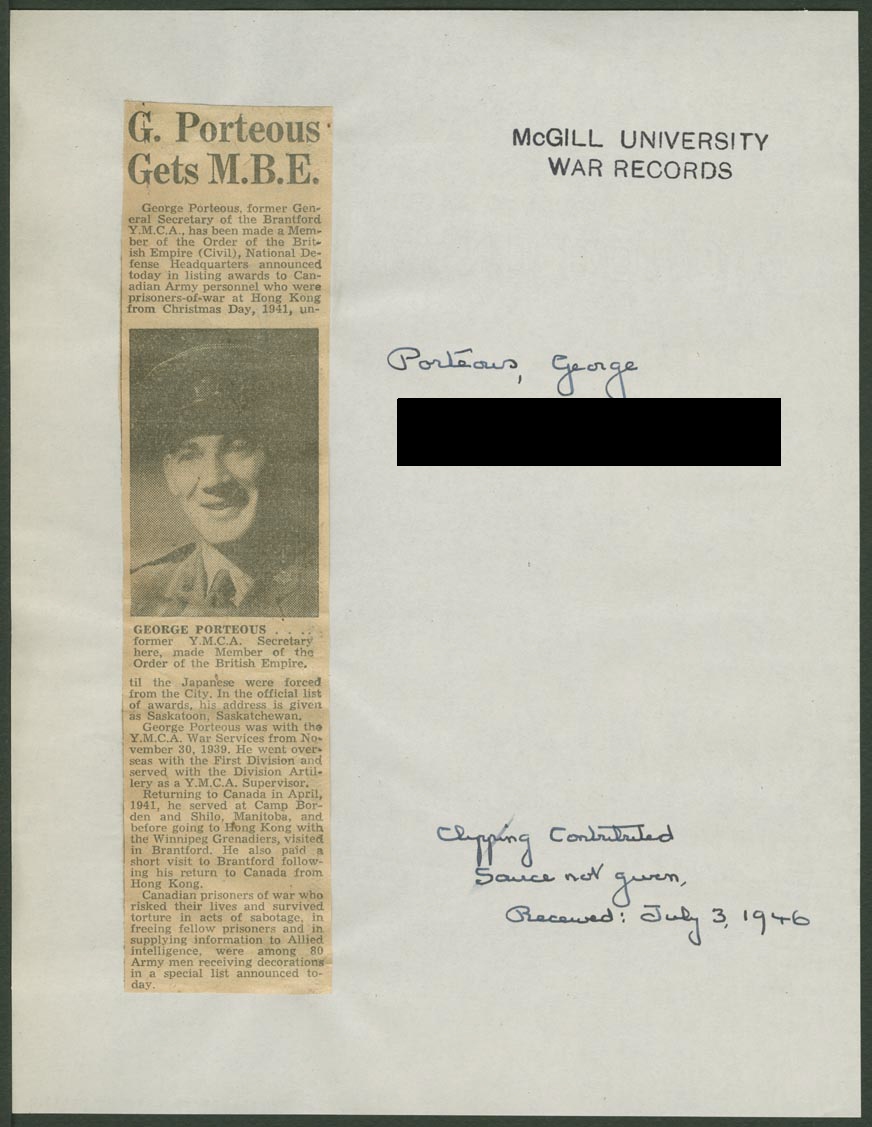 G. Porteous
Gets M.B.E.
George Porteous, former Gen-
eral Secretary of the Brantford
Y.M.C.A., has been made a Mem-
ber of the Order of the Brit-
ish Empire (Civil), National De-
fense Headquarters announced
today in listing awards to Can-
adian Army personnel who were
prisoners-of-war at Hong Kong
from Christmas Day, 1941, un-
GEORGE PORTEOUS . . . .
former Y.M.C.A. Secretary
here, made Member of the
Order of the British Empire.
til the Japanese were forced
from the City. In the official list
of awards, his address is given
as Saskatoon, Saskatchewan.
George Porteous was with the
Y.M.C.A. War Services from No-
vember 30, 1939. He went over-
seas with the First Division and
served with the Division Artil-
lery as a Y.M.C.A. Supervisor.
Returning to Canada in April,
1941, he served at Camp Bor-
den and Shilo, Manitoba, and
before going to Hong Kong with
the Winnipeg Grenadiers, visited
in Brantford. He also paid a
short visit to Brantford follow-
ing his return to Canada from
Hong Kong.
Canadian prisoners of war who
risked their lives and survived
torture in acts of sabotage, in
freeing fellow prisoners and in
supplying information to Allied
intelligence, were among 80
Army men receiving decorations
in a special list announced to-
day.
McGILL UNIVERSITY
WAR RECORDS
Porteous, George
Clipping Contributed
Source not given,
Received: July 3, 1946